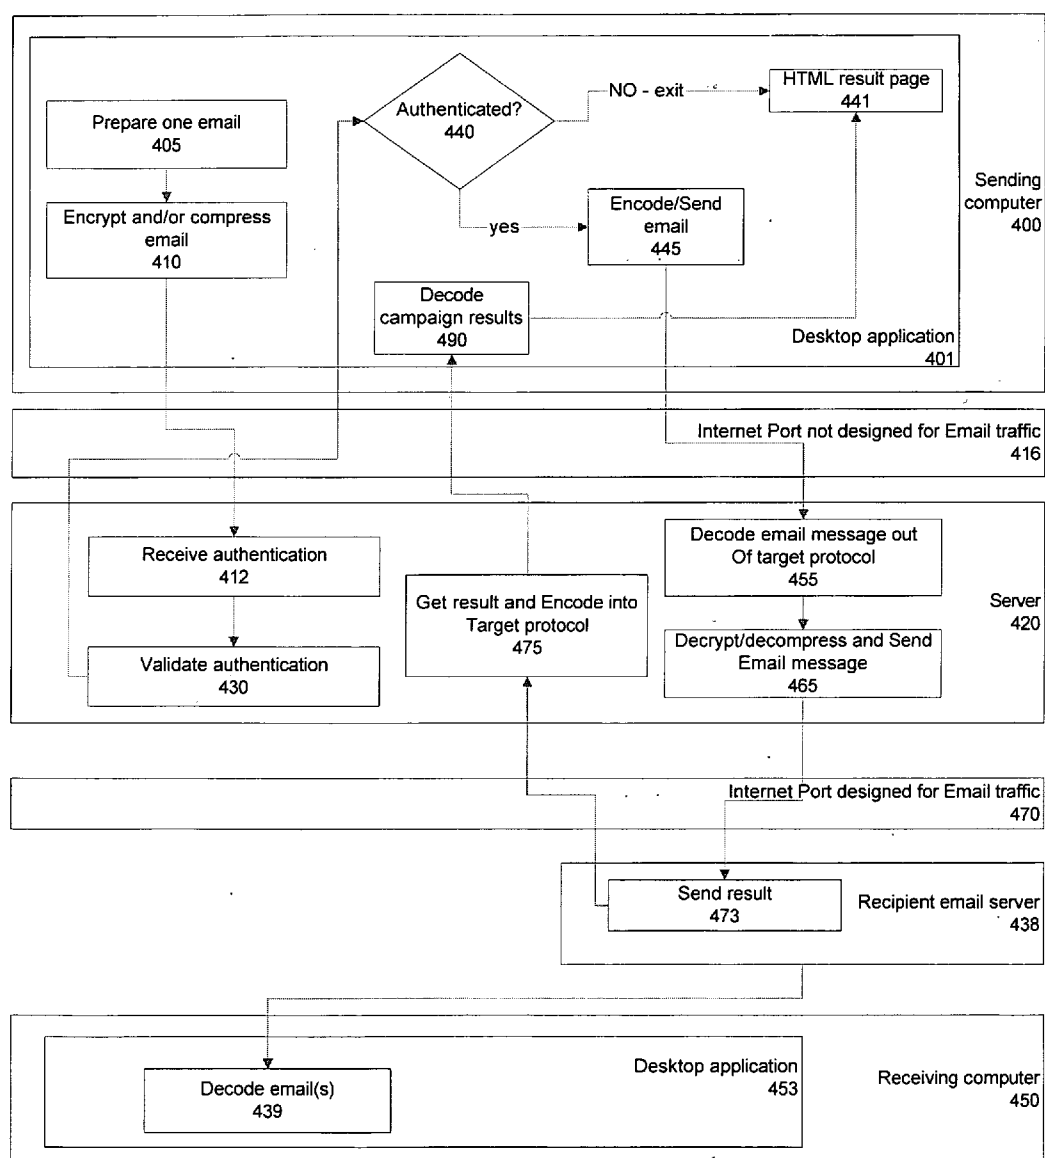 Prepare one email
405
Encrypt and/or compress
email
410
Authenticated?
440
NO - exit
HTML result page
441
yes
Encode/Send
email
445
Decode
campaign results
490
Desktop application
401
Sending
computer
400
Internet Port not designed for Email traffic
416
Receive authentication
412
Validate authentication
430
Get result and Encode into
Target protocol
475
Decode email message out
Of target protocol
455
Decrypt/decompress and Send
Email message
465
Server
420
Internet Port designed for Email traffic
470
Send result
473
Recipient email server
438
Decode email(s)
439
Desktop application
453
Receiving computer
450